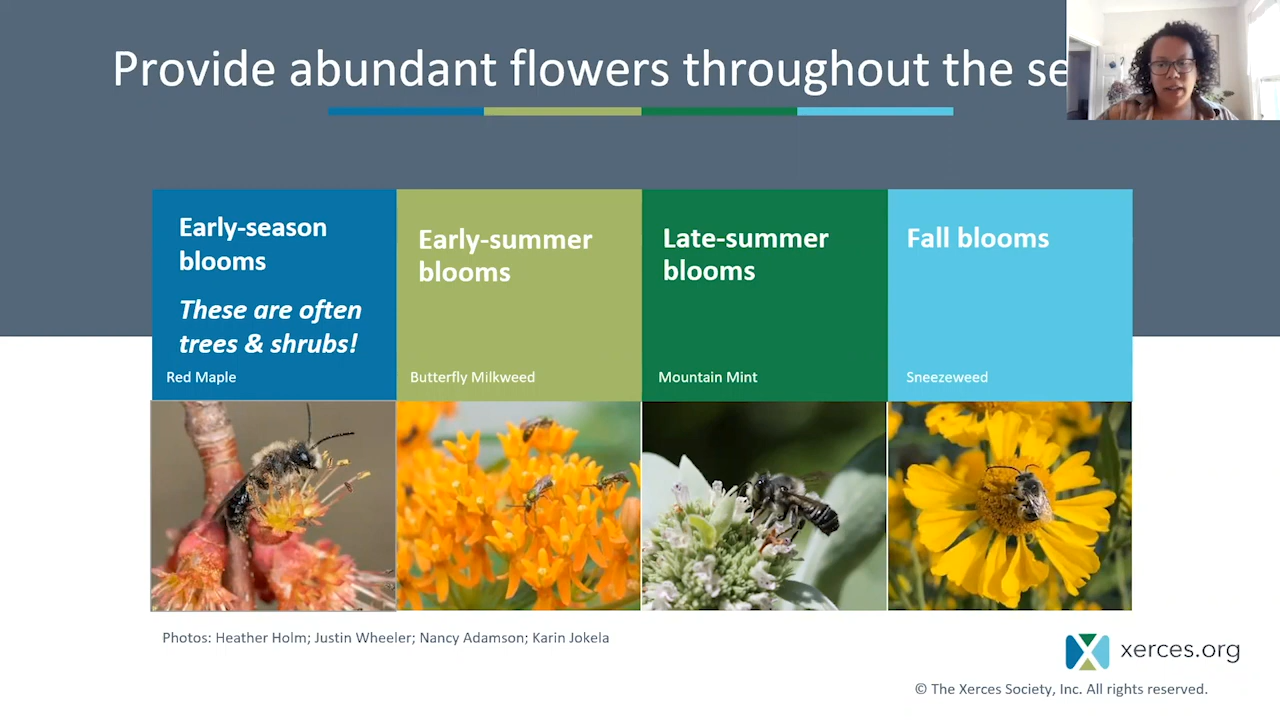 Provide abundant flowers throughout the se
Early-season
blooms
These are often
trees & shrubs!
Red Maple
Early-summer
blooms
Butterfly Milkweed
Late-summer
blooms
Mountain Mint
Fall blooms
Sneezeweed
Photos: Heather Holm; Justin Wheeler; Nancy Adamson; Karin Jokela
xerces.org
© The Xerces Society, Inc. All rights reserved.